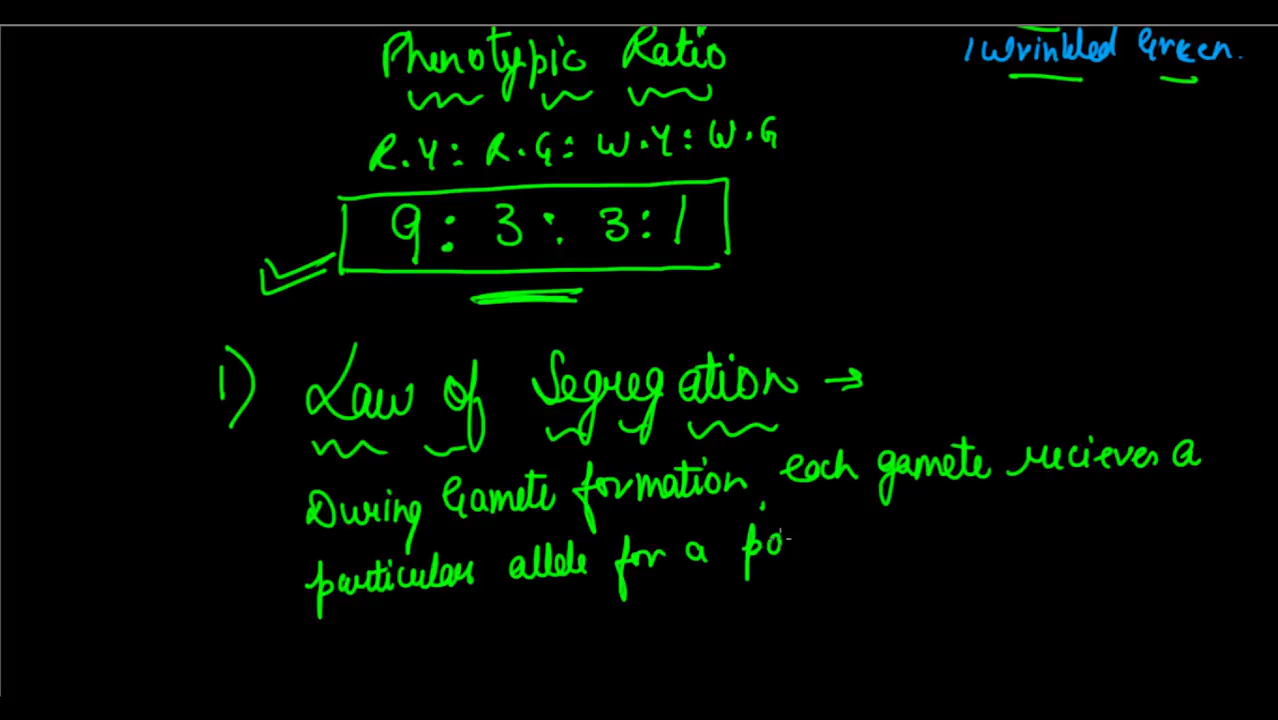 Phenotypic Ratio
1 wrinkled Green.
R.Y : R.G : W.Y : W.G
9 : 3 : 3 : 1
1) Law of Segregation →
During Gamete formation, each gamete recieves a
particular allele for a pa